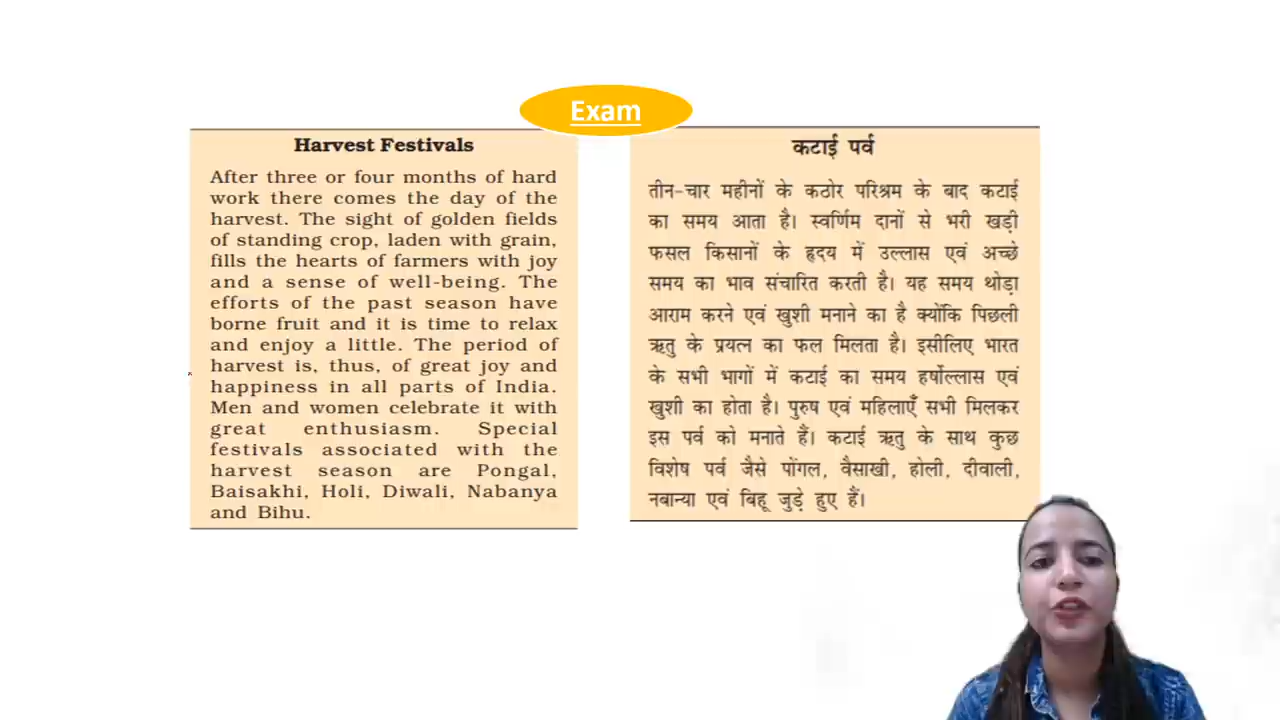 Exam
Harvest Festivals
After three or four months of hard
work there comes the day of the
harvest. The sight of golden fields
of standing crop, laden with grain,
fills the hearts of farmers with joy
and a sense of well-being. The
efforts of the past season have
borne fruit and it is time to relax
and enjoy a little. The period of
harvest is, thus, of great joy and
happiness in all parts of India.
Men and women celebrate it with
great enthusiasm. Special
festivals associated with the
harvest season are Pongal,
Baisakhi, Holi, Diwali, Nabanya
and Bihu.
कटाई पर्व
तीन-चार महीनों के कठोर परिश्रम के बाद कटाई
का समय आता है। स्वर्णिम दानों से भरी खड़ी
फसल किसानों के हृदय में उल्लास एवं अच्छे
समय का भाव संचारित करती है। यह समय थोड़ा
आराम करने एवं खुशी मनाने का है क्योंकि पिछली
ऋतु के प्रयत्न का फल मिलता है। इसीलिए भारत
के सभी भागों में कटाई का समय हर्षोल्लास एवं
खुशी का होता है। पुरुष एवं महिलाएँ सभी मिलकर
इस पर्व को मनाते हैं। कटाई ऋतु के साथ कुछ
विशेष पर्व जैसे पोंगल, वैसाखी, होली, दीवाली,
नबान्या एवं बिहू जुड़े हुए हैं।